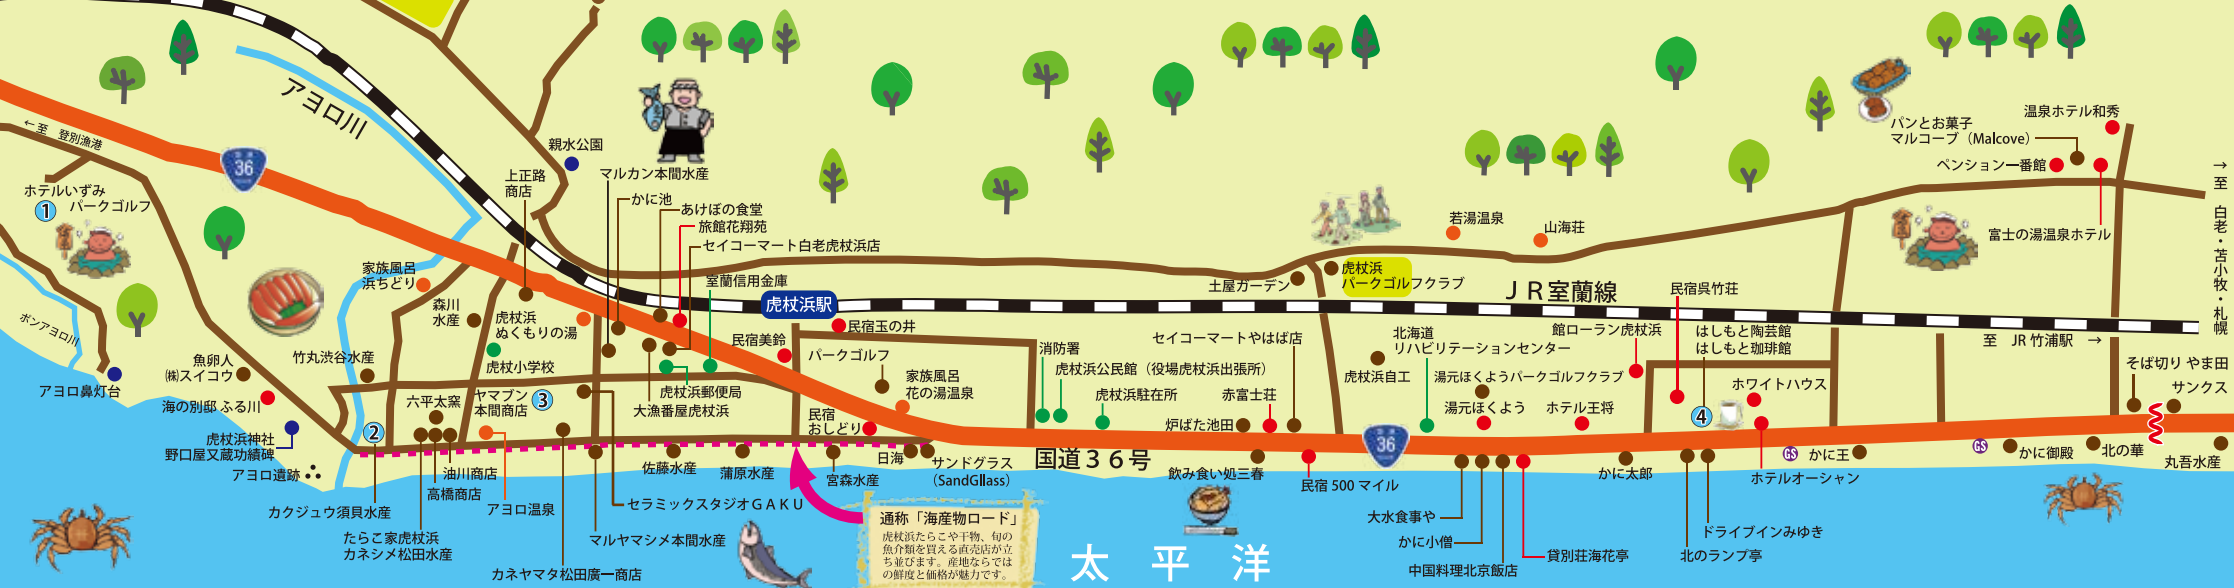 アヨロ川
←至 登別漁港
36
ホテルいずみ
パークゴルフ
①
ポンアヨロ川
アヨロ鼻灯台
魚卵人
㈱スイコウ
海の別邸 ふる川
虎杖浜神社
野口屋又蔵功績碑
アヨロ遺跡
竹丸渋谷水産
②
カクジュウ須貝水産
家族風呂
浜ちどり
森川
水産
上正路
商店
親水公園
マルカン本間水産
かに池
あけぼの食堂
旅館花翔苑
セイコーマート白老虎杖浜店
室蘭信用金庫
虎杖浜
ぬくもりの湯
虎杖小学校
ヤマブン
本間商店
③
六平太窯
油川商店
高橋商店
たらこ家虎杖浜
カネシメ松田水産
アヨロ温泉
カネヤマタ松田廣一商店
マルヤマシメ本間水産
セラミックスタジオGAKU
虎杖浜郵便局
大漁番屋虎杖浜
佐藤水産
蒲原水産
虎杖浜駅
民宿美鈴
民宿玉の井
パークゴルフ
家族風呂
花の湯温泉
民宿
おしどり
宮森水産
日海
サンドグラス
（SandGllass）
通称「海産物ロード」
虎杖浜たらこや干物、旬の
魚介類を買える直売店が立
ち並びます。産地ならでは
の鮮度と価格が魅力です。
消防署
虎杖浜公民館（役場虎杖浜出張所）
虎杖浜駐在所
国道36号
太平洋
セイコーマートやはば店
炉ばた池田
赤富士荘
飲み食い処三春
民宿500マイル
土屋ガーデン
虎杖浜
パークゴルフクラブ
若湯温泉
山海荘
JR室蘭線
虎杖浜自工
北海道
リハビリテーションセンター
湯元ほくようパークゴルフクラブ
湯元ほくよう
ホテル王将
36
大水食事や
かに小僧
中国料理北京飯店
貸別荘海花亭
館ローラン虎杖浜
民宿呉竹荘
はしもと陶芸館
はしもと珈琲館
④
ホワイトハウス
かに太郎
北のランプ亭
ドライブインみゆき
ホテルオーシャン
GS
かに王
GS
かに御殿
北の華
丸吾水産
そば切り やま田
サンクス
至 JR竹浦駅 →
パンとお菓子
マルコーブ（Malcove）
ペンション一番館
温泉ホテル和秀
富士の湯温泉ホテル
→至 白老・苫小牧・札幌